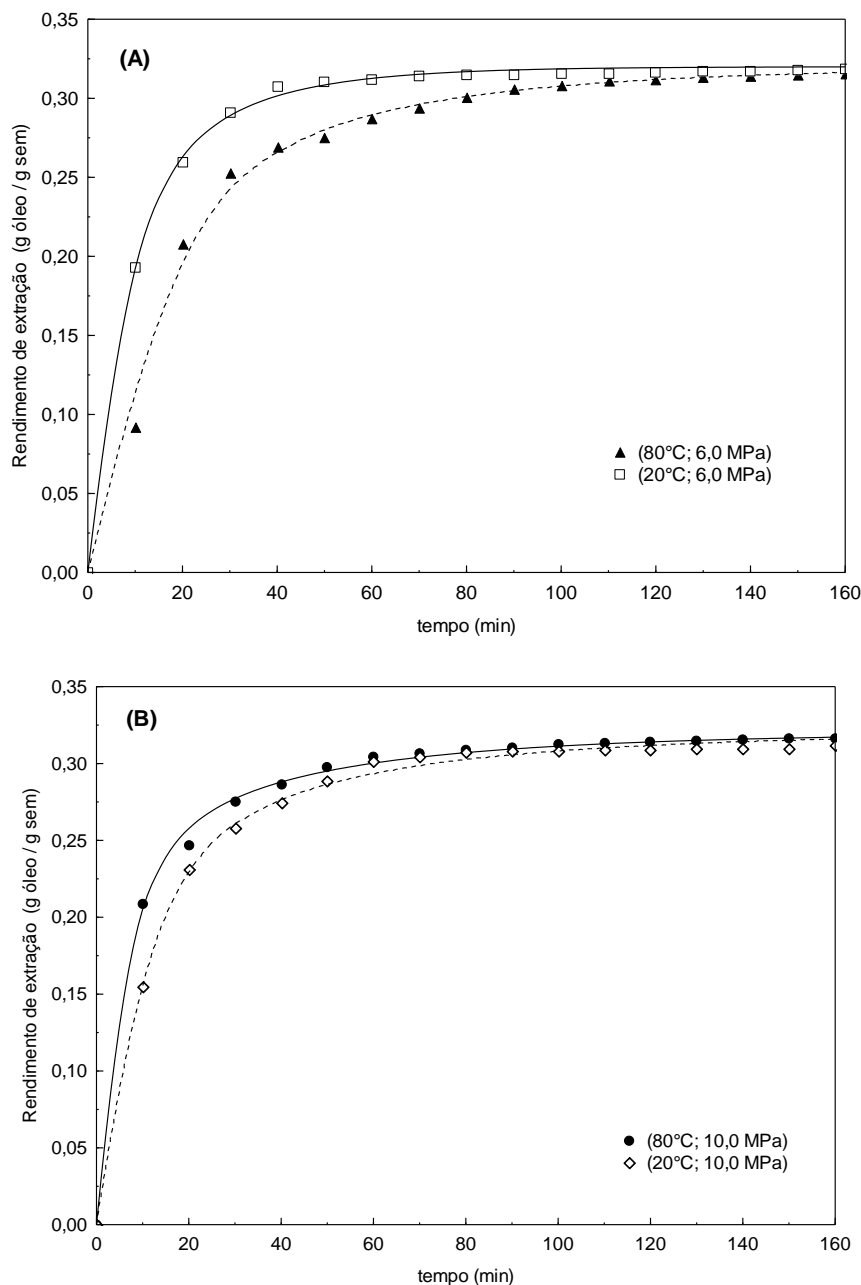 (A)
Rendimento de extração (g óleo / g sem)
0,35
0,30
0,25
0,20
0,15
0,10
0,05
0,00
▲ (80°C; 6,0 MPa)
□ (20°C; 6,0 MPa)
0 20 40 60 80 100 120 140 160
tempo (min)
(B)
Rendimento de extração (g óleo / g sem)
0,35
0,30
0,25
0,20
0,15
0,10
0,05
0,00
● (80°C; 10,0 MPa)
◇ (20°C; 10,0 MPa)
0 20 40 60 80 100 120 140 160
tempo (min)